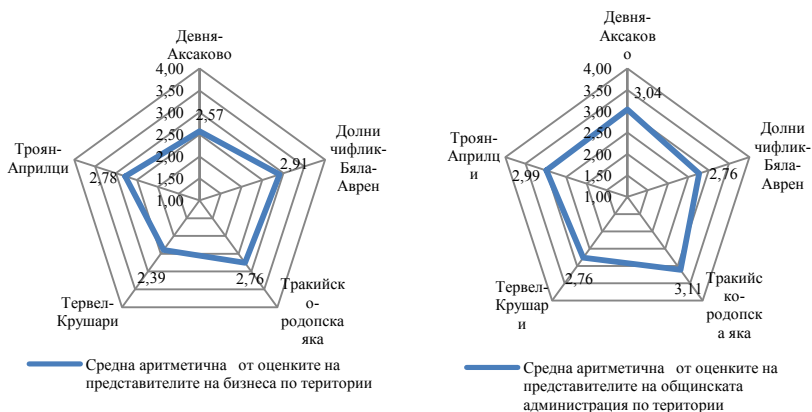 Девня-
Аксаково
4,00
3,50
3,00
2,50
2,00
1,50
1,00
2,57
Долни
чифлик-
Бяла-
Аврен
2,91
Тракийск
о-
родопска
яка
2,76
Тервел-
Крушари
2,39
Троян-
Априлци
2,78
Средна аритметична от оценките на
представителите на бизнеса по територии
Девня-
Аксаков
о
4,00
3,50
3,00
2,50
2,00
1,50
1,00
3,04
Долни
чифлик-
Бяла-
Аврен
2,76
Тракийс
ко-
родопск
а яка
3,11
Тервел-
Крушар
и
2,76
Троян-
Априлц
и
2,99
Средна аритметична от оценките на
представителите на общинската
администрация по територии